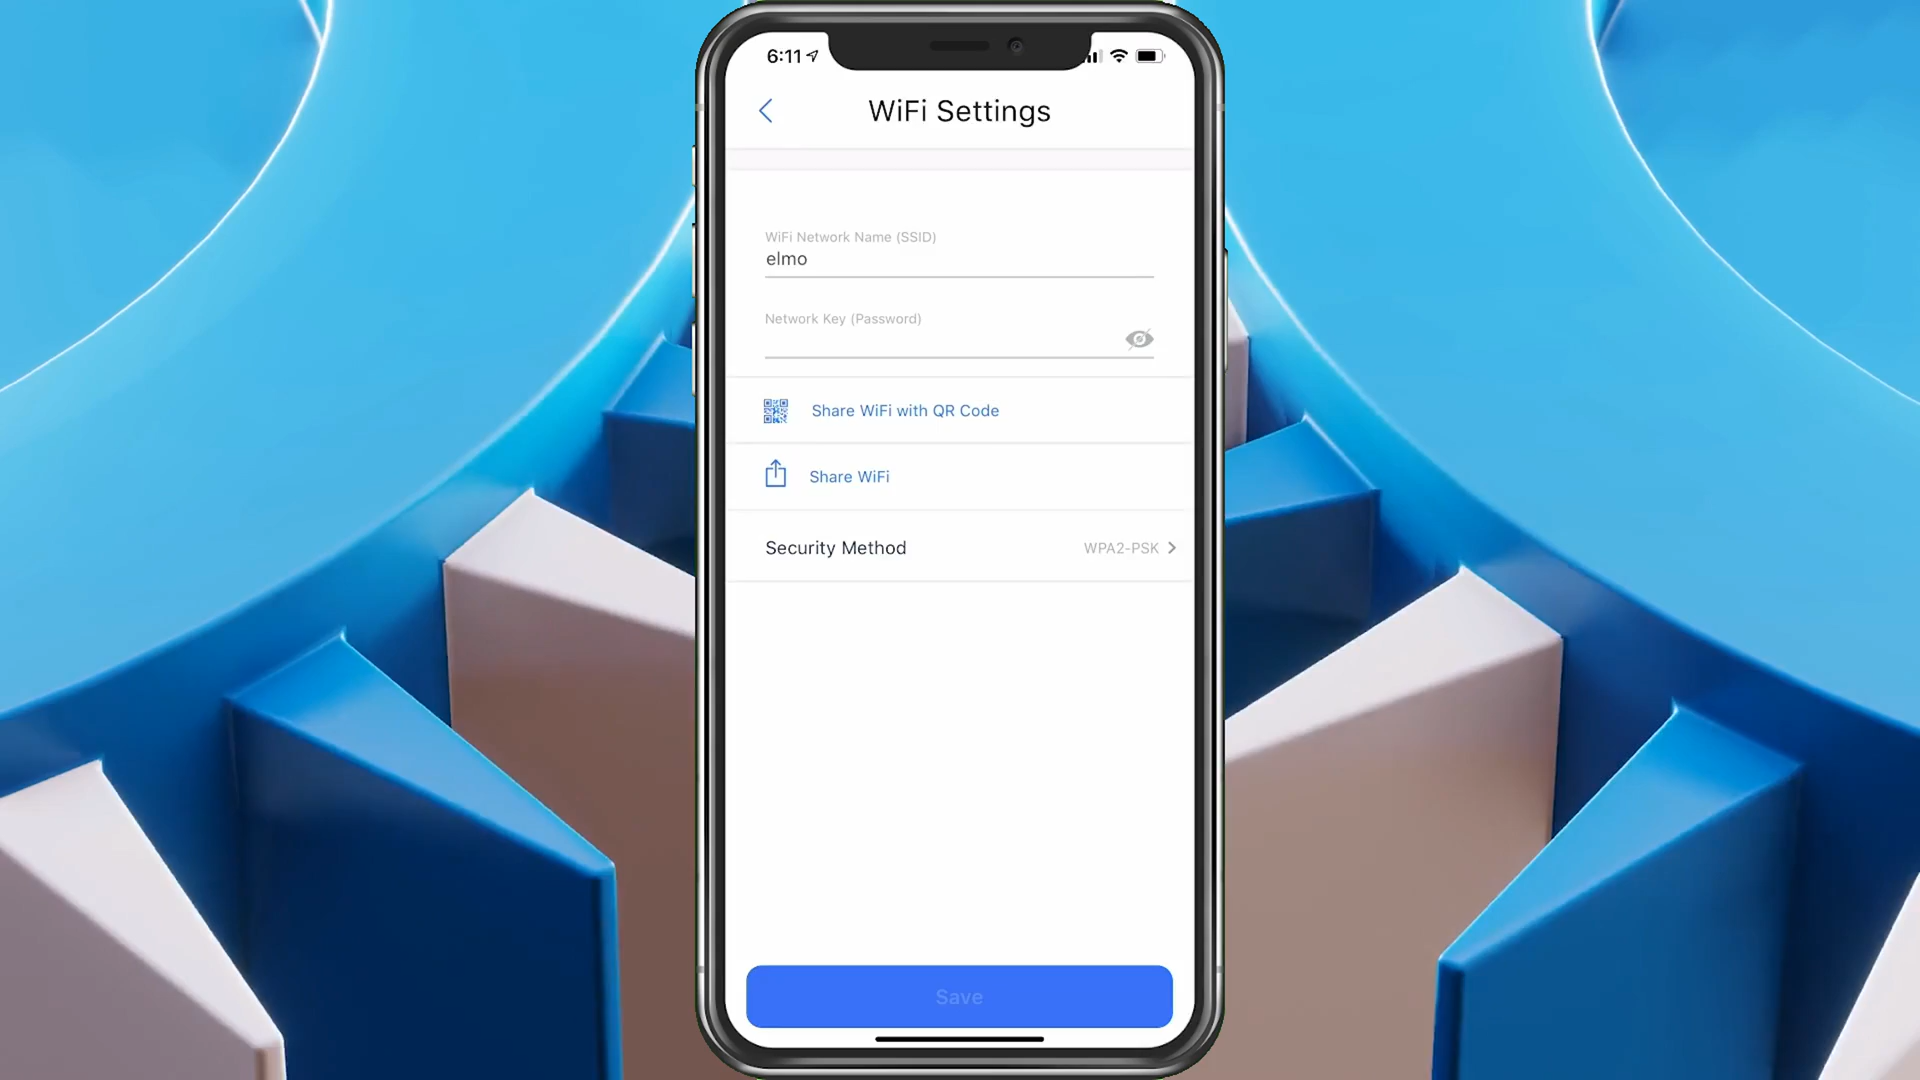 6:11
WiFi Settings
WiFi Network Name (SSID)
elmo
Network Key (Password)
Share WiFi with QR Code
Share WiFi
Security Method WPA2-PSK
Save